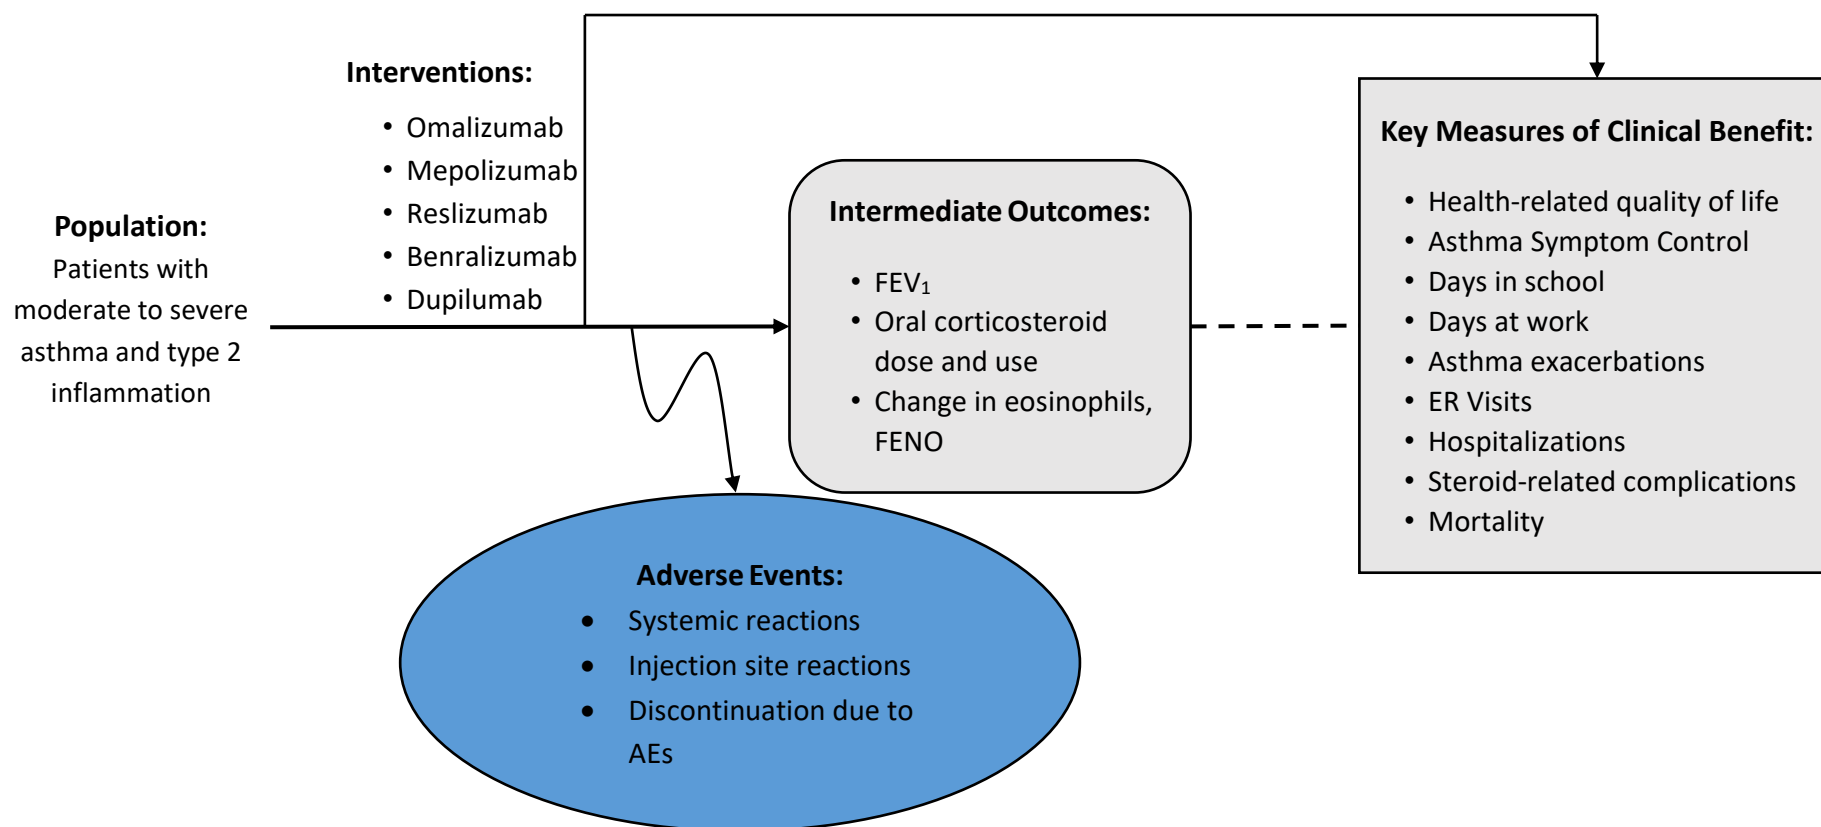 Population:
Patients with
moderate to severe
asthma and type 2
inflammation
Interventions:
• Omalizumab
• Mepolizumab
• Reslizumab
• Benralizumab
• Dupilumab
Intermediate Outcomes:
• FEV₁
• Oral corticosteroid
dose and use
• Change in eosinophils,
FENO
Key Measures of Clinical Benefit:
• Health-related quality of life
• Asthma Symptom Control
• Days in school
• Days at work
• Asthma exacerbations
• ER Visits
• Hospitalizations
• Steroid-related complications
• Mortality
Adverse Events:
• Systemic reactions
• Injection site reactions
• Discontinuation due to
AEs